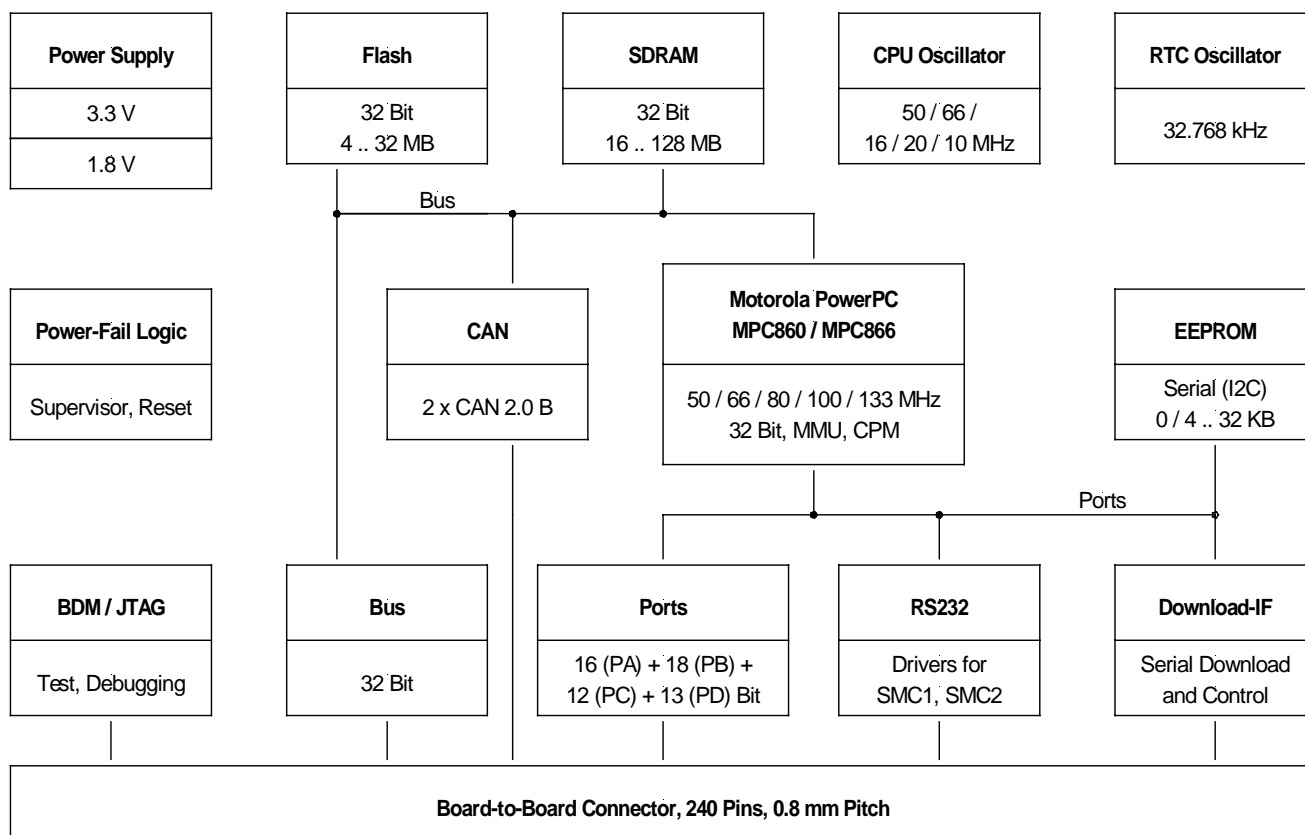 Power Supply
3.3 V
1.8 V
Flash
32 Bit
4 .. 32 MB
SDRAM
32 Bit
16 .. 128 MB
CPU Oscillator
50 / 66 /
16 / 20 / 10 MHz
RTC Oscillator
32.768 kHz
Bus
Power-Fail Logic
Supervisor, Reset
CAN
2 x CAN 2.0 B
Motorola PowerPC
MPC860 / MPC866
50 / 66 / 80 / 100 / 133 MHz
32 Bit, MMU, CPM
EEPROM
Serial (I2C)
0 / 4 .. 32 KB
Ports
BDM / JTAG
Test, Debugging
Bus
32 Bit
Ports
16 (PA) + 18 (PB) +
12 (PC) + 13 (PD) Bit
RS232
Drivers for
SMC1, SMC2
Download-IF
Serial Download
and Control
Board-to-Board Connector, 240 Pins, 0.8 mm Pitch